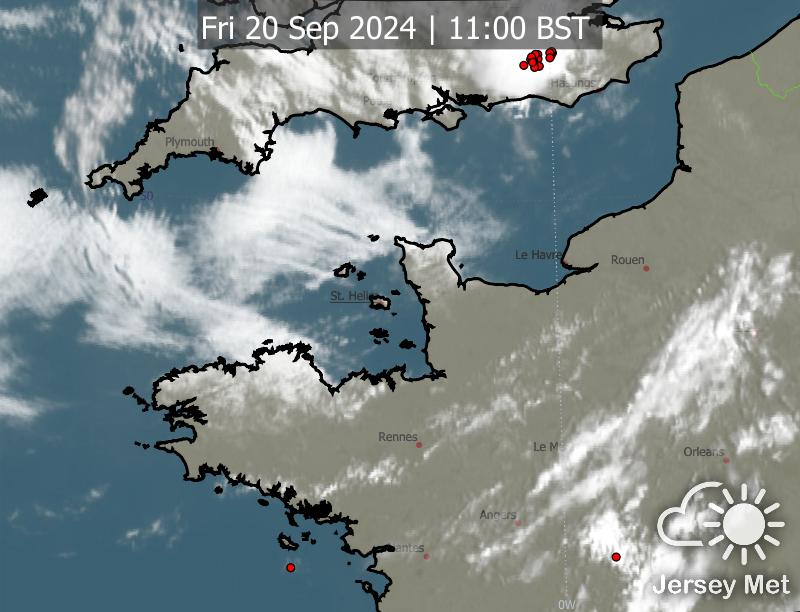 Fri 20 Sep 2024 | 11:00 BST
Hastings
Plymouth
50
Le Havre
Rouen
St. Helier
Rennes
Le M
Orleans
Angers
Nantes
0W
Jersey Met